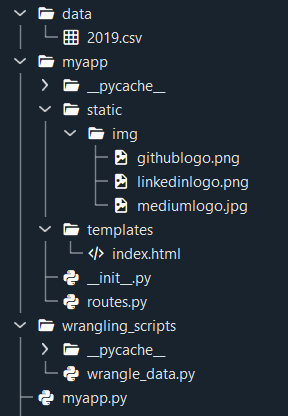 data
2019.csv
myapp
__pycache__
static
img
githublogo.png
linkedinlogo.png
mediumlogo.jpg
templates
index.html
__init__.py
routes.py
wrangling_scripts
__pycache__
wrangle_data.py
myapp.py